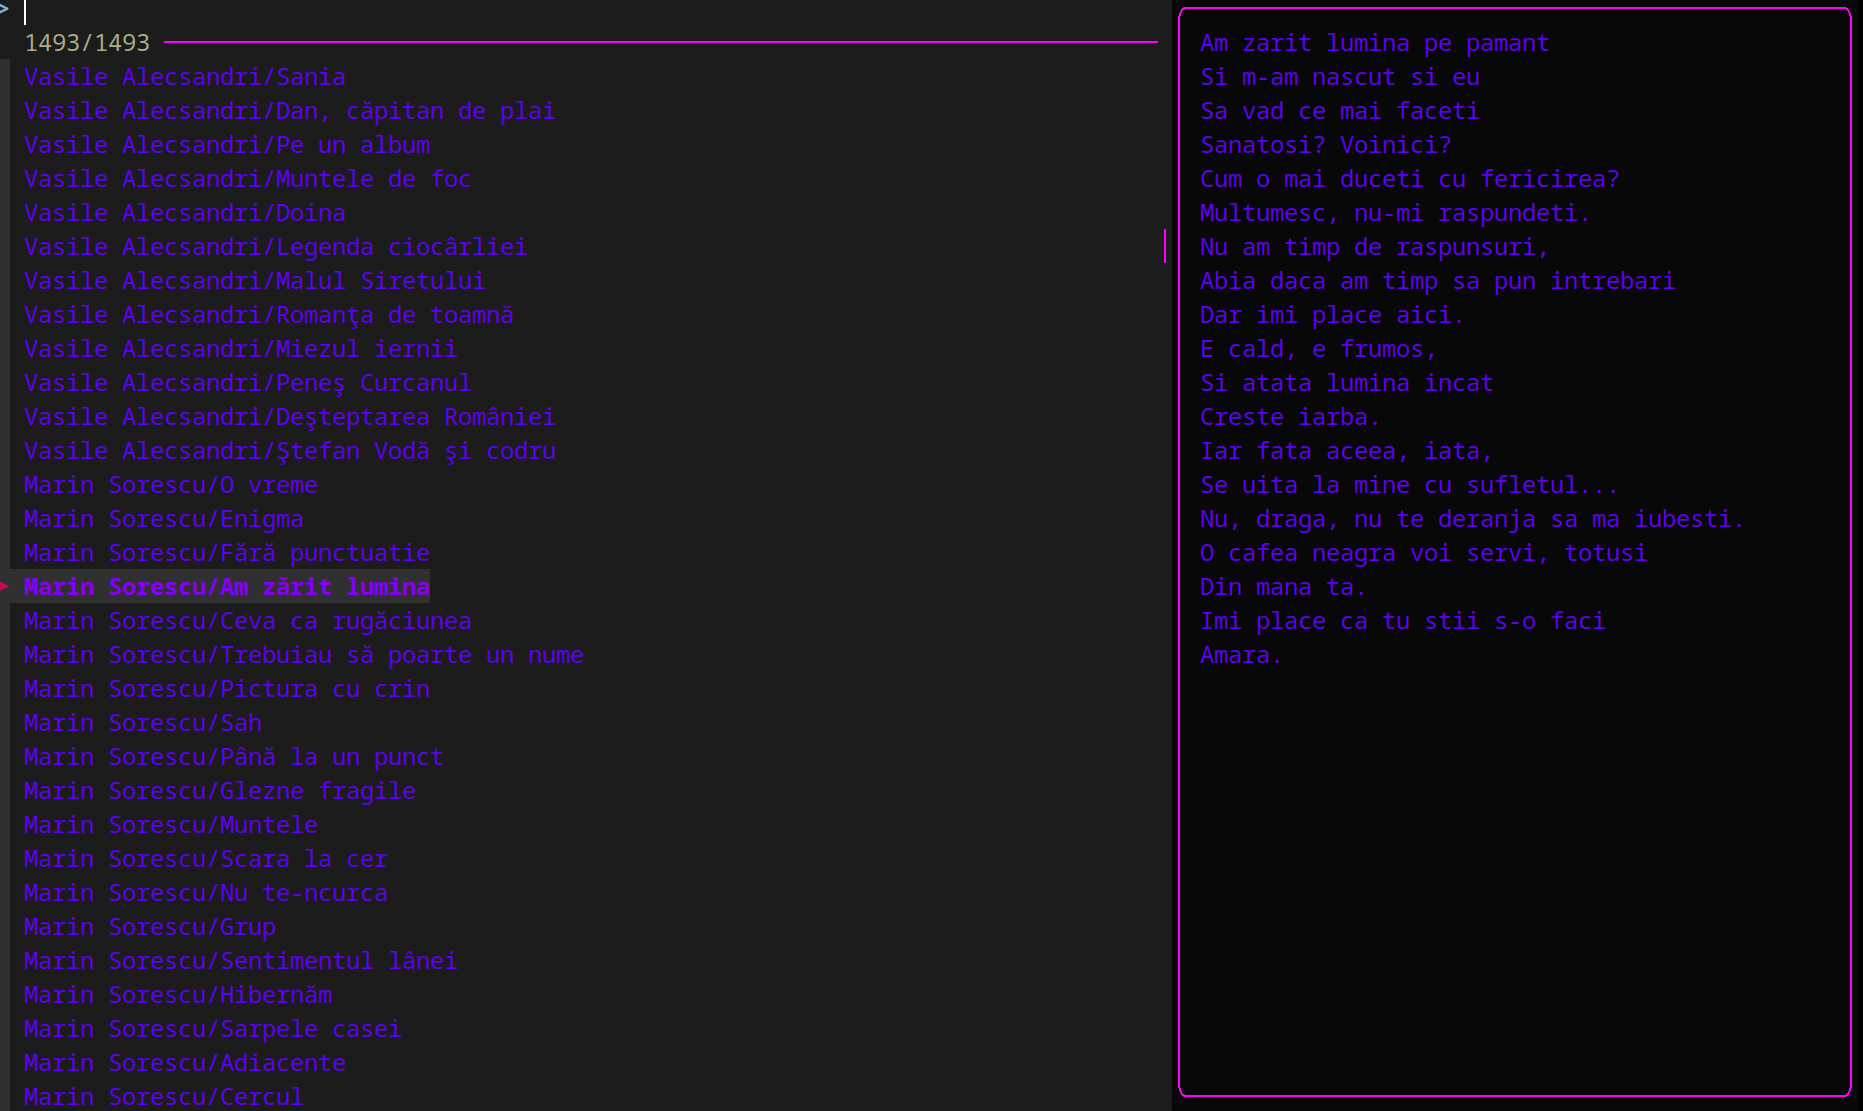 >
1493/1493
Vasile Alecsandri/Sania
Vasile Alecsandri/Dan, căpitan de plai
Vasile Alecsandri/Pe un album
Vasile Alecsandri/Muntele de foc
Vasile Alecsandri/Doina
Vasile Alecsandri/Legenda ciocârliei
Vasile Alecsandri/Malul Siretului
Vasile Alecsandri/Romanţa de toamnă
Vasile Alecsandri/Miezul iernii
Vasile Alecsandri/Peneş Curcanul
Vasile Alecsandri/Deşteptarea României
Vasile Alecsandri/Ştefan Vodă şi codru
Marin Sorescu/O vreme
Marin Sorescu/Enigma
Marin Sorescu/Fără punctuatie
> Marin Sorescu/Am zărit lumina
Marin Sorescu/Ceva ca rugăciunea
Marin Sorescu/Trebuiau să poarte un nume
Marin Sorescu/Pictura cu crin
Marin Sorescu/Sah
Marin Sorescu/Până la un punct
Marin Sorescu/Glezne fragile
Marin Sorescu/Muntele
Marin Sorescu/Scara la cer
Marin Sorescu/Nu te-ncurca
Marin Sorescu/Grup
Marin Sorescu/Sentimentul lânei
Marin Sorescu/Hibernăm
Marin Sorescu/Sarpele casei
Marin Sorescu/Adiacente
Marin Sorescu/Cercul
Am zarit lumina pe pamant
Si m-am nascut si eu
Sa vad ce mai faceti
Sanatosi? Voinici?
Cum o mai duceti cu fericirea?
Multumesc, nu-mi raspundeti.
Nu am timp de raspunsuri,
Abia daca am timp sa pun intrebari
Dar imi place aici.
E cald, e frumos,
Si atata lumina incat
Creste iarba.
Iar fata aceea, iata,
Se uita la mine cu sufletul...
Nu, draga, nu te deranja sa ma iubesti.
O cafea neagra voi servi, totusi
Din mana ta.
Imi place ca tu stii s-o faci
Amara.